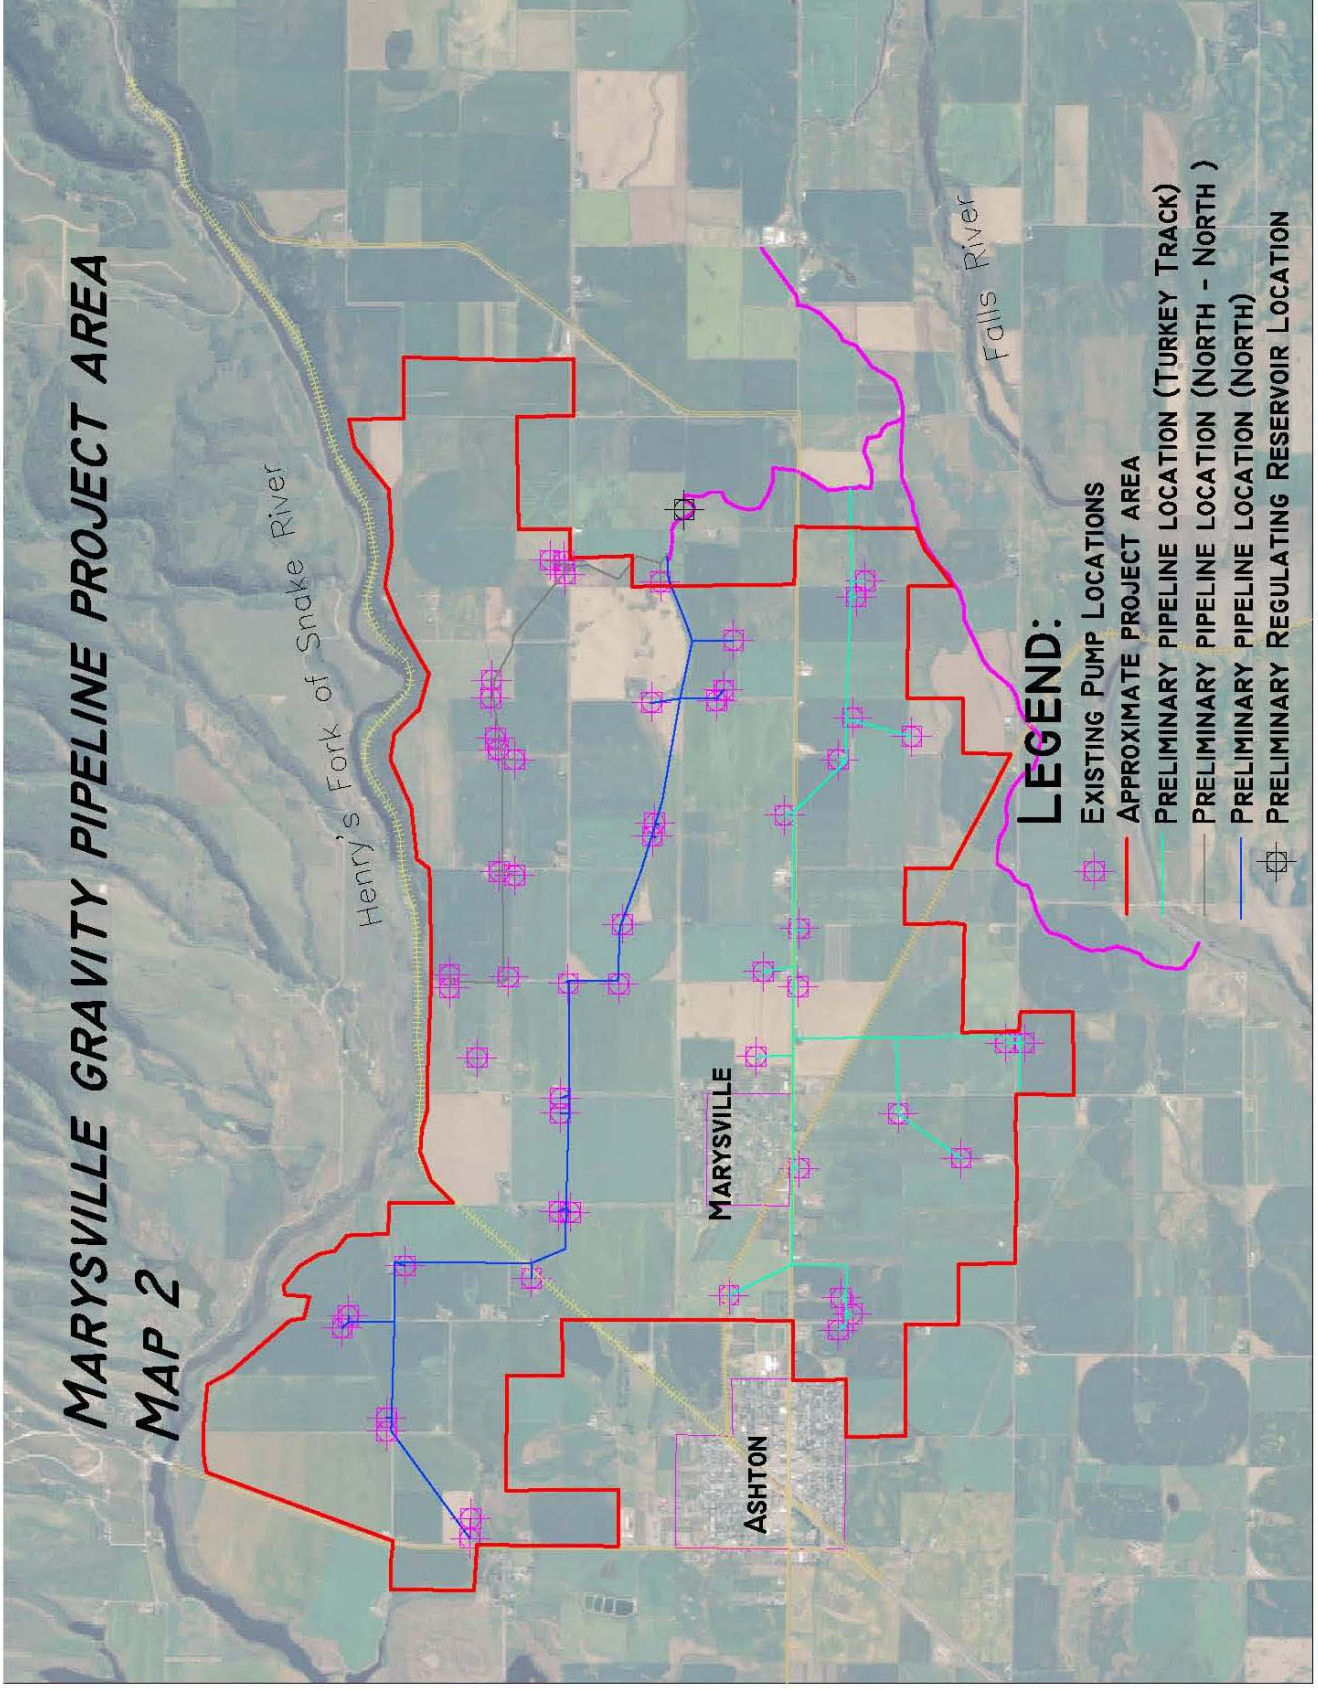 MARYSVILLE GRAVITY PIPELINE PROJECT AREA
MAP 2
Henry's Fork of Snake River
MARYSVILLE
ASHTON
Falls River
LEGEND:
EXISTING PUMP LOCATIONS
APPROXIMATE PROJECT AREA
PRELIMINARY PIPELINE LOCATION (TURKEY TRACK)
PRELIMINARY PIPELINE LOCATION (NORTH - NORTH )
PRELIMINARY PIPELINE LOCATION (NORTH)
PRELIMINARY REGULATING RESERVOIR LOCATION